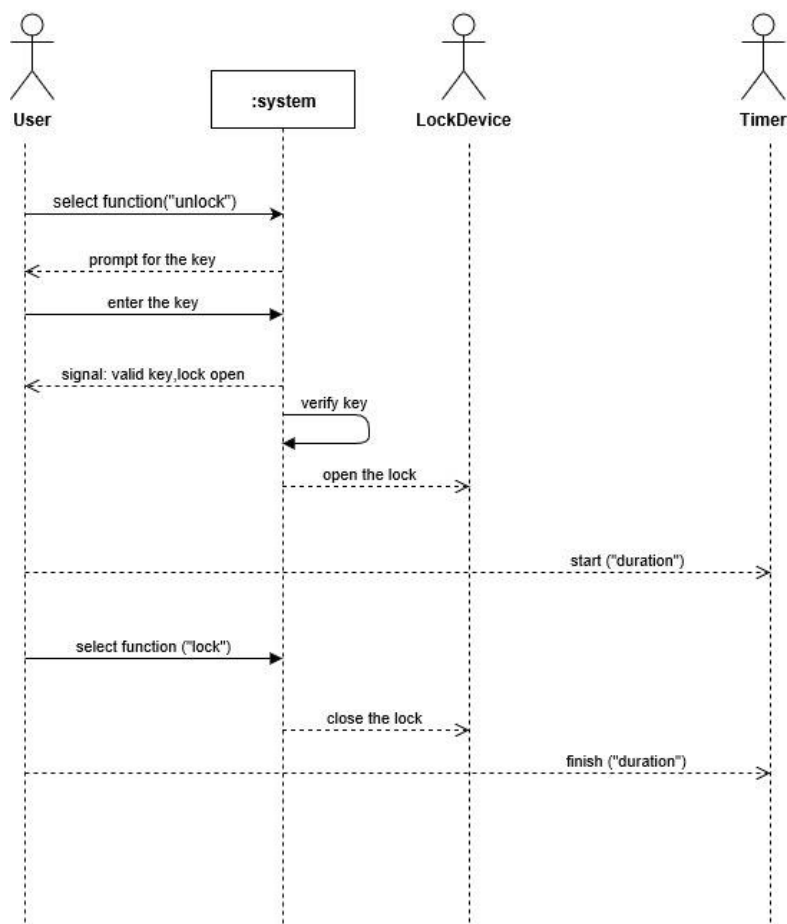 :system
User
LockDevice
Timer
select function("unlock")
prompt for the key
enter the key
signal: valid key,lock open
verify key
open the lock
start ("duration")
select function ("lock")
close the lock
finish ("duration")